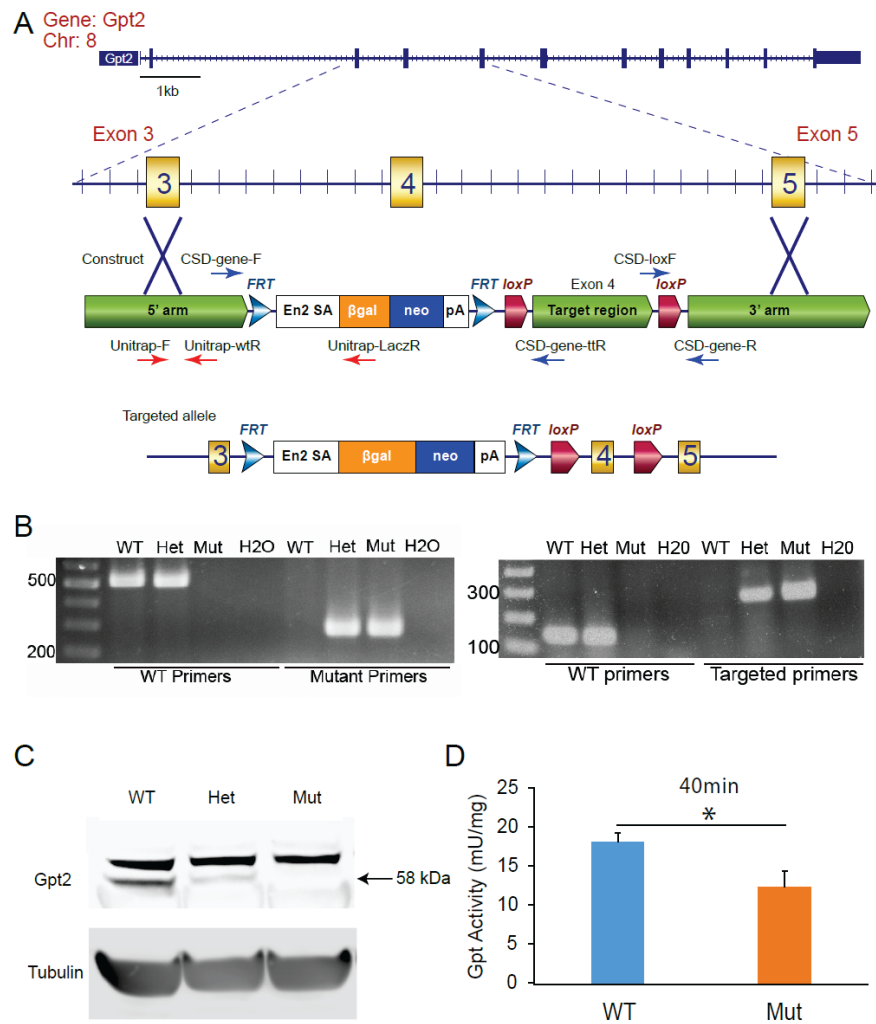 A
Gene: Gpt2
Chr: 8
Gpt2
1kb
Exon 3
Exon 5
3
4
5
Construct
CSD-gene-F
CSD-loxF
FRT
FRT
loxP
Exon 4
loxP
5' arm
En2 SA
βgal
neo
pA
Target region
3' arm
Unitrap-F
Unitrap-wtR
Unitrap-LaczR
CSD-gene-ttR
CSD-gene-R
Targeted allele
FRT
FRT
loxP
loxP
3
En2 SA
βgal
neo
pA
4
5
B
WT Het Mut H2O WT Het Mut H2O
500
200
WT Primers
Mutant Primers
WT Het Mut H20 WT Het Mut H20
300
100
WT primers
Targeted primers
C
WT Het Mut
Gpt2
58 kDa
Tubulin
D
40min
*
Gpt Activity (mU/mg)
25
20
15
10
5
0
WT
Mut